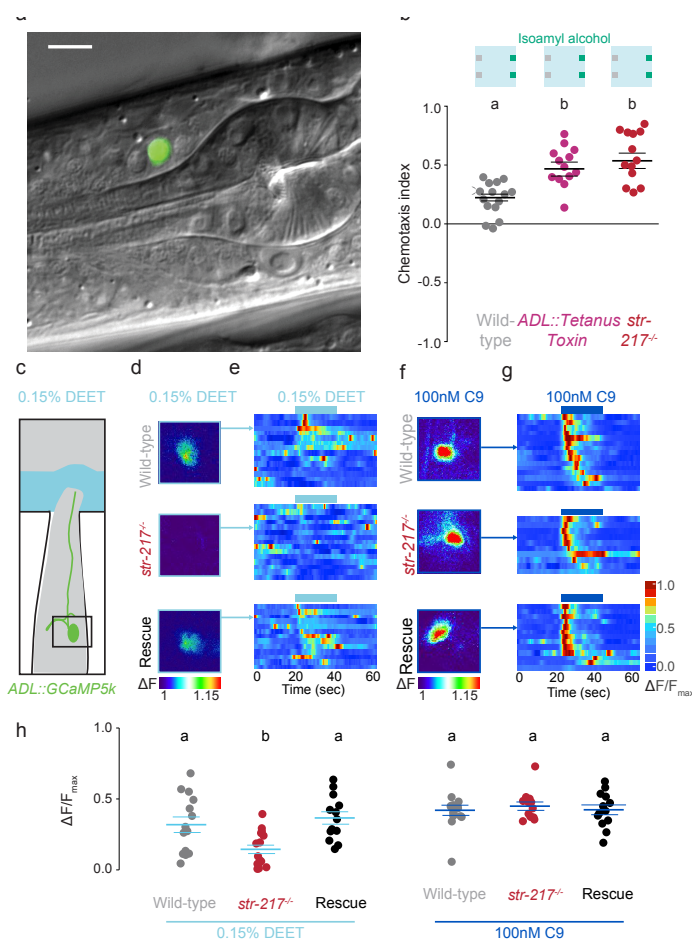 Isoamyl alcohol
a
b
b
1.0
0.5
0.0
-0.5
-1.0
Chemotaxis index
Wild-type
ADL::Tetanus Toxin
str-217-/-
c
d
e
f
g
0.15% DEET
0.15% DEET
0.15% DEET
100nM C9
100nM C9
Wild-type
str-217-/-
Rescue
Wild-type
str-217-/-
Rescue
ADL::GCaMP5k
ΔF
1
1.15
0
20
40
60
Time (sec)
ΔF
1
1.15
0
20
40
60
Time (sec)
1.0
0.5
0.0
ΔF/Fmax
h
1.0
0.5
0.0
ΔF/Fmax
a
b
a
a
a
a
Wild-type
str-217-/-
Rescue
Wild-type
str-217-/-
Rescue
0.15% DEET
100nM C9